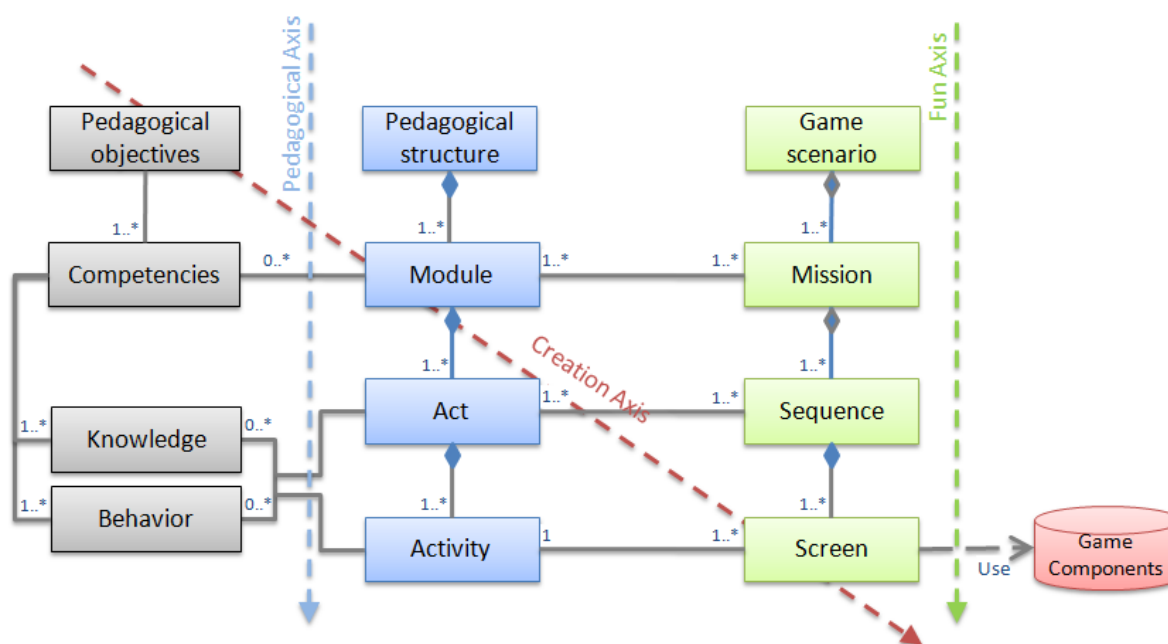 Pedagogical Axis
Fun Axis
Pedagogical
objectives
Pedagogical
structure
Game
scenario
1..*
1..*
1..*
Competencies
0..*
Module
1..*
1..*
Mission
1..*
1..*
Creation Axis
Act
1..*
1..*
Sequence
1..*
Knowledge
0..*
1..*
Behavior
0..*
1..*
1..*
Activity
1
1..*
Screen
Use
Game
Components